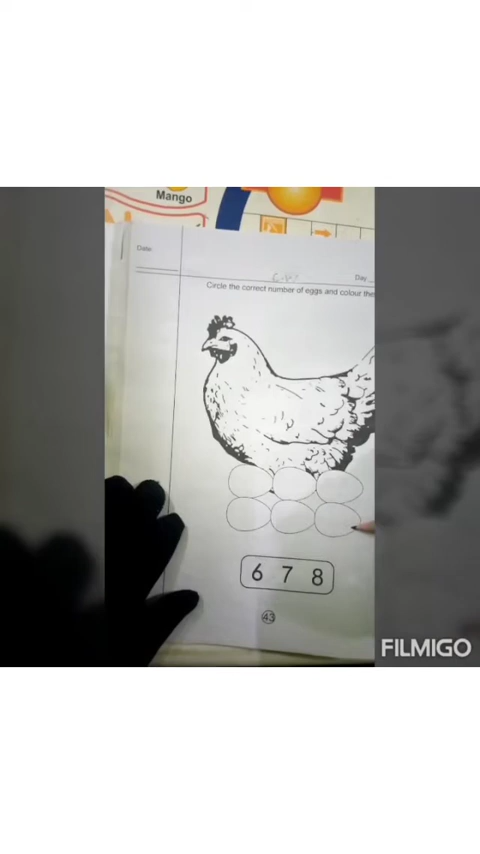 Mango
Date:
Day
Circle the correct number of eggs and colour the
6 7 8
43
FILMIGO